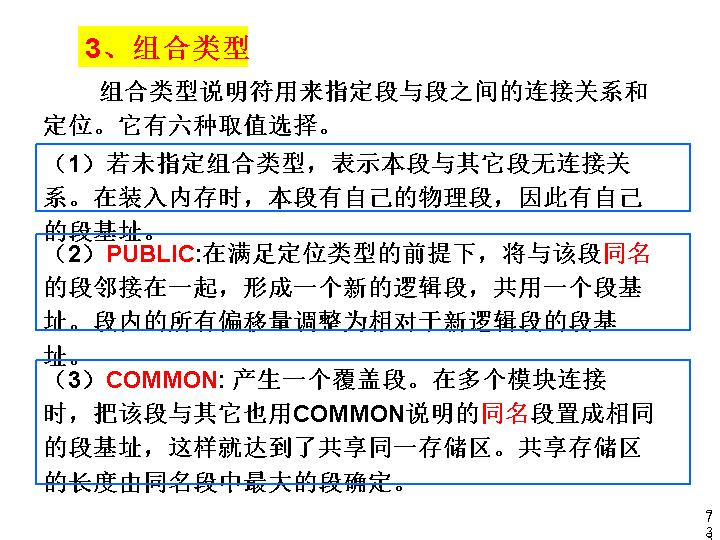 3、组合类型
组合类型说明符用来指定段与段之间的连接关系和
定位。它有六种取值选择。
（1）若未指定组合类型，表示本段与其它段无连接关
系。在装入内存时，本段有自己的物理段，因此有自己
的段基址。
（2）PUBLIC:在满足定位类型的前提下，将与该段同名
的段邻接在一起，形成一个新的逻辑段，共用一个段基
址。段内的所有偏移量调整为相对于新逻辑段的段基
址。
（3）COMMON: 产生一个覆盖段。在多个模块连接
时，把该段与其它也用COMMON说明的同名段置成相同
的段基址，这样就达到了共享同一存储区。共享存储区
的长度由同名段中最大的段确定。
7
3